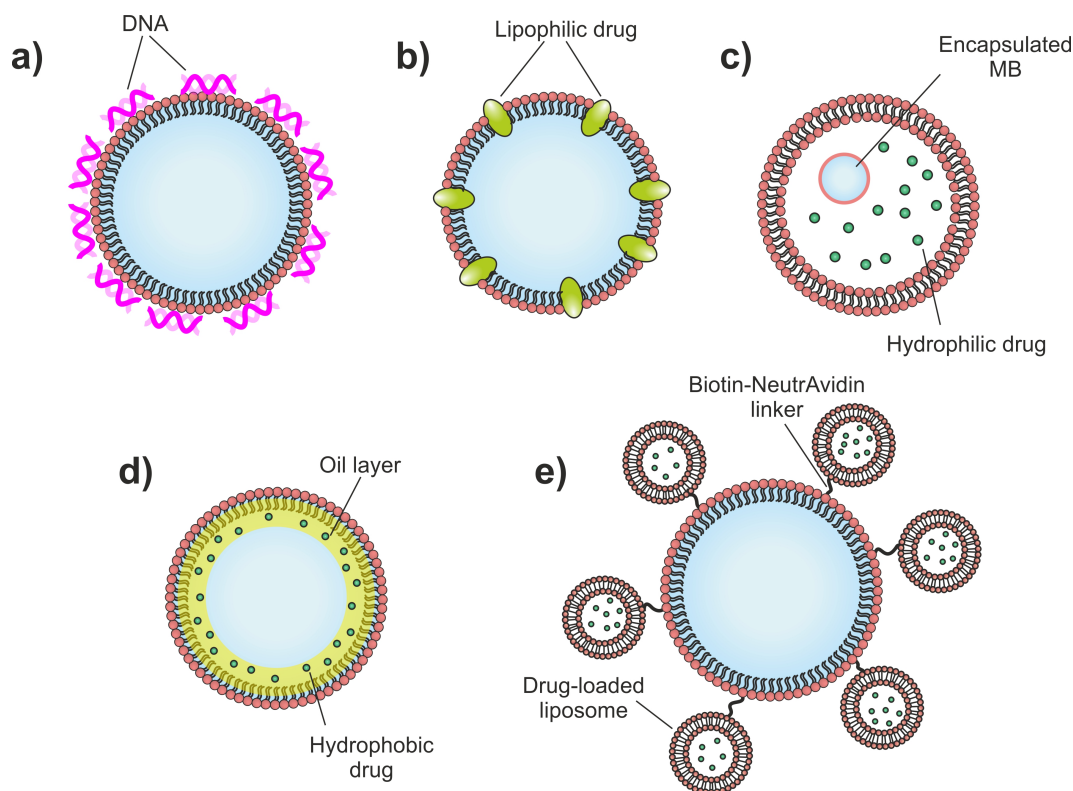 DNA
a)
Lipophilic drug
b)
Encapsulated
MB
c)
Hydrophilic drug
Biotin-NeutrAvidin
linker
Oil layer
d)
e)
Drug-loaded
liposome
Hydrophobic
drug